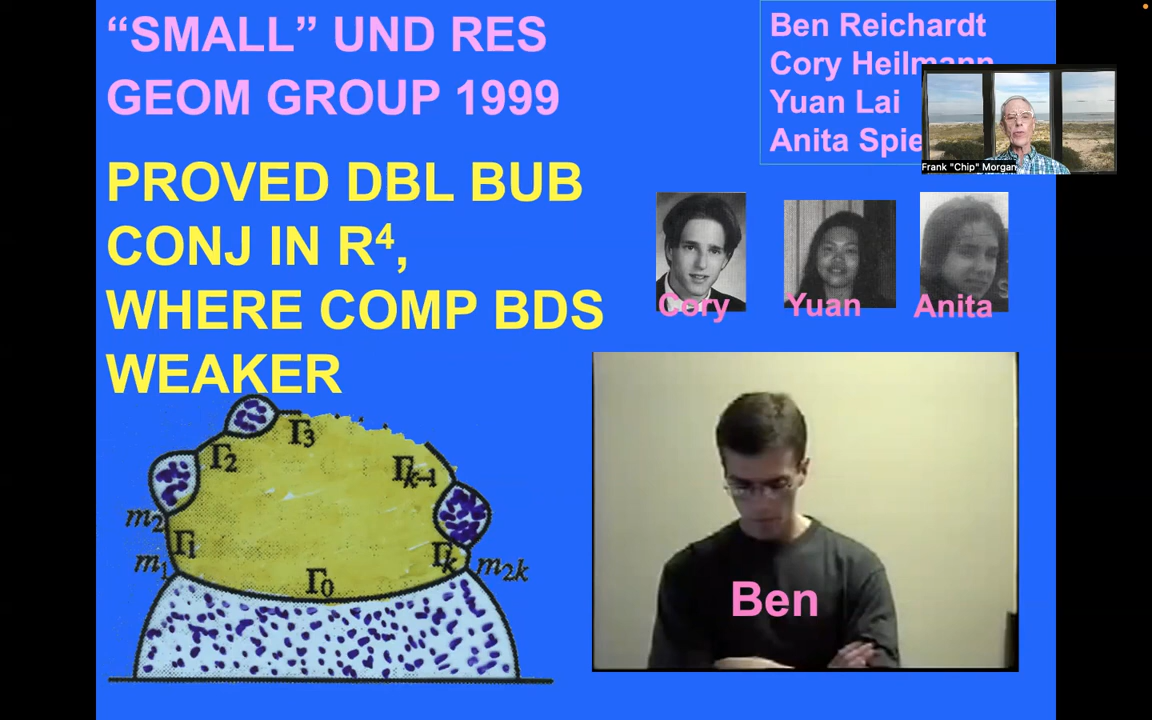 “SMALL” UND RES
GEOM GROUP 1999
PROVED DBL BUB
CONJ IN R⁴,
WHERE COMP BDS
WEAKER
Ben Reichardt
Cory
Yuan Lai
Anita
Frank "Chip" Morgan
Cory
Yuan
Anita
Γ₃
Γ₂
Γₖ₋₁
m₂
Γ₁
m₁
Γ₀
Γₖ
m₂ₖ
Ben